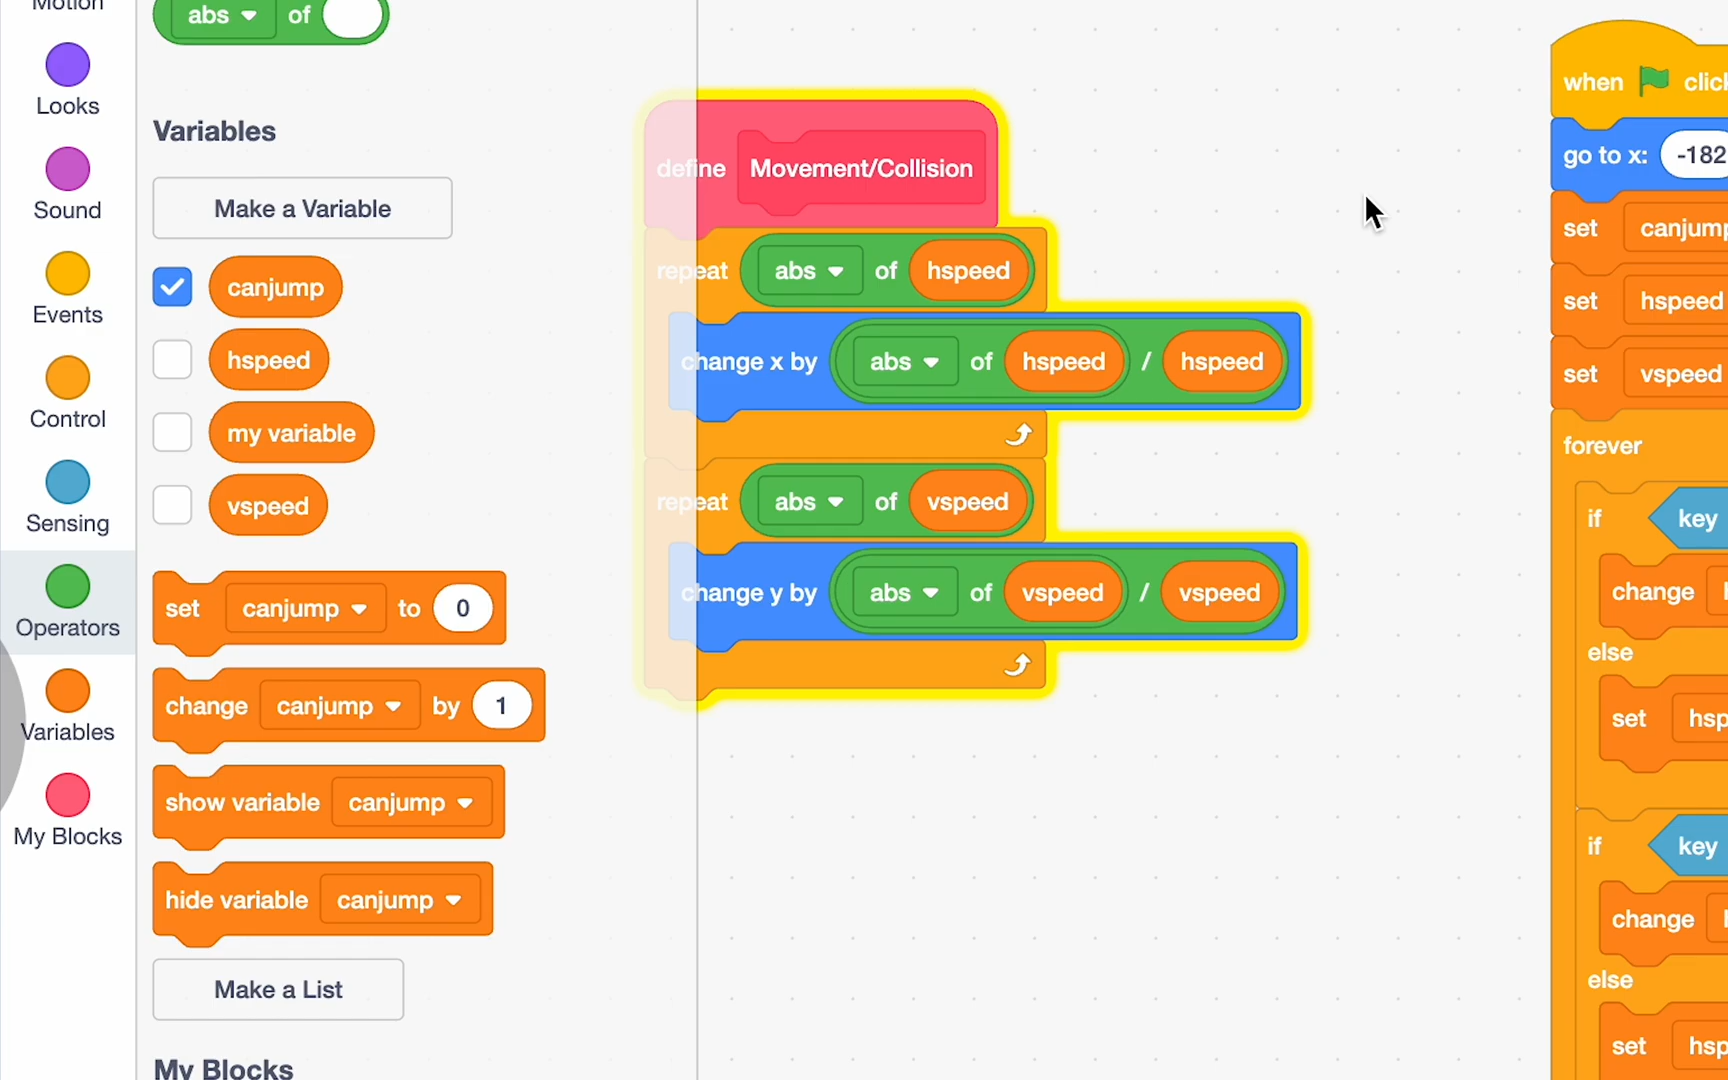 Motion
Looks
Sound
Events
Control
Sensing
Operators
Variables
My Blocks
abs of
Variables
Make a Variable
canjump
hspeed
my variable
vspeed
set canjump to 0
change canjump by 1
show variable canjump
hide variable canjump
Make a List
My Blocks
define Movement/Collision
repeat abs of hspeed
change x by abs of hspeed / hspeed
repeat abs of vspeed
change y by abs of vspeed / vspeed
when
go to x: -182
set canjump
set hspeed
set vspeed
forever
if key
change
else
set
if key
change
else
set